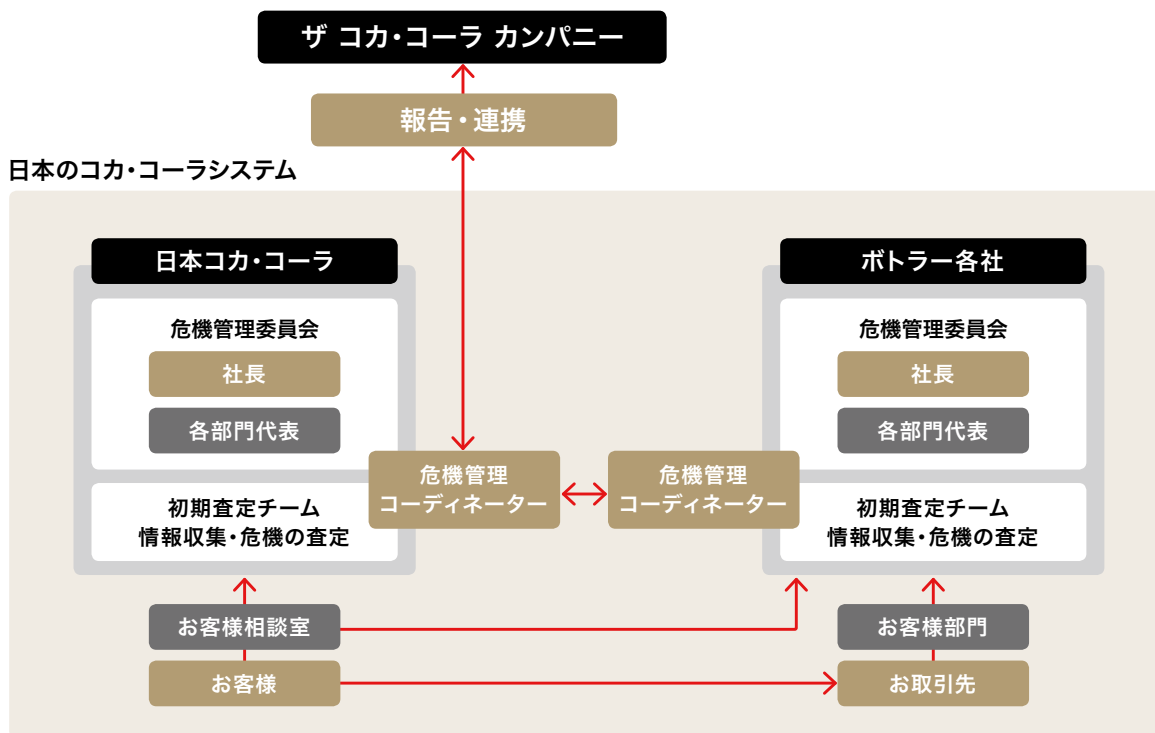 ザ コカ・コーラ カンパニー
報告・連携
日本のコカ・コーラシステム
日本コカ・コーラ
危機管理委員会
社長
各部門代表
初期査定チーム
情報収集・危機の査定
危機管理
コーディネーター
危機管理
コーディネーター
ボトラー各社
危機管理委員会
社長
各部門代表
初期査定チーム
情報収集・危機の査定
お客様相談室
お客様部門
お客様
お取引先